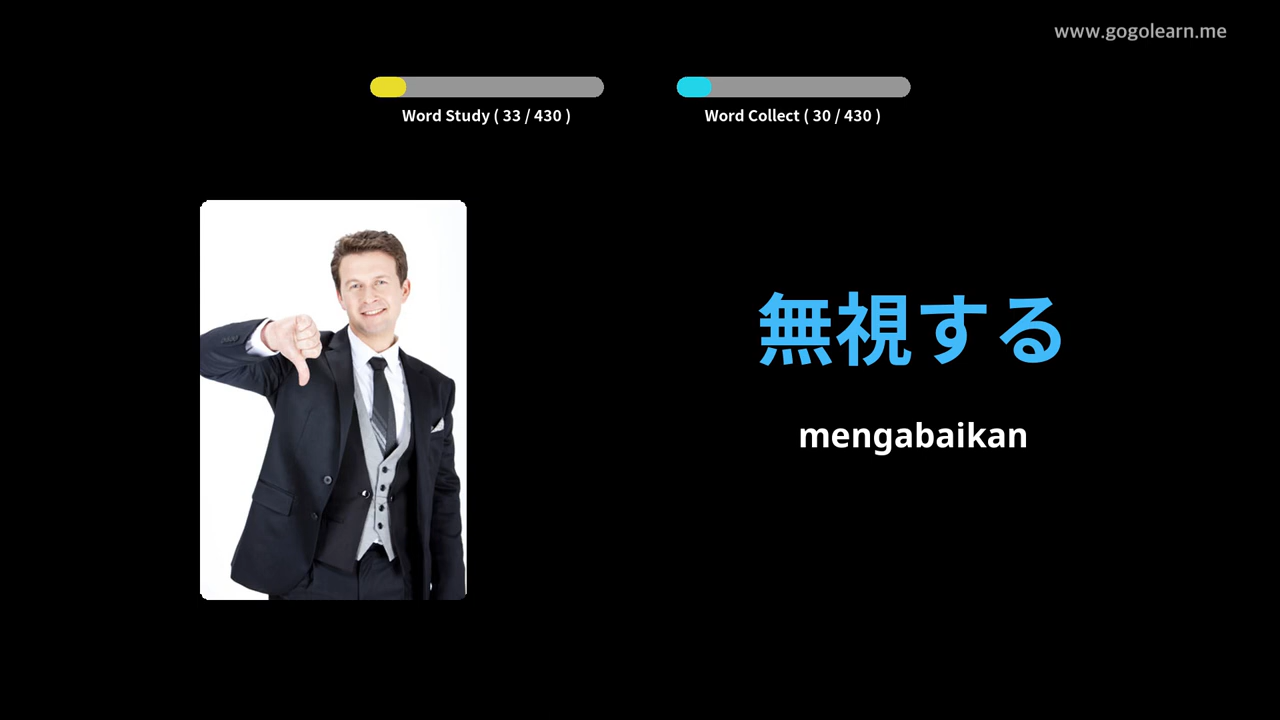 www.gogolearn.me
Word Study ( 33 / 430 )
Word Collect ( 30 / 430 )
無視する
mengabaikan